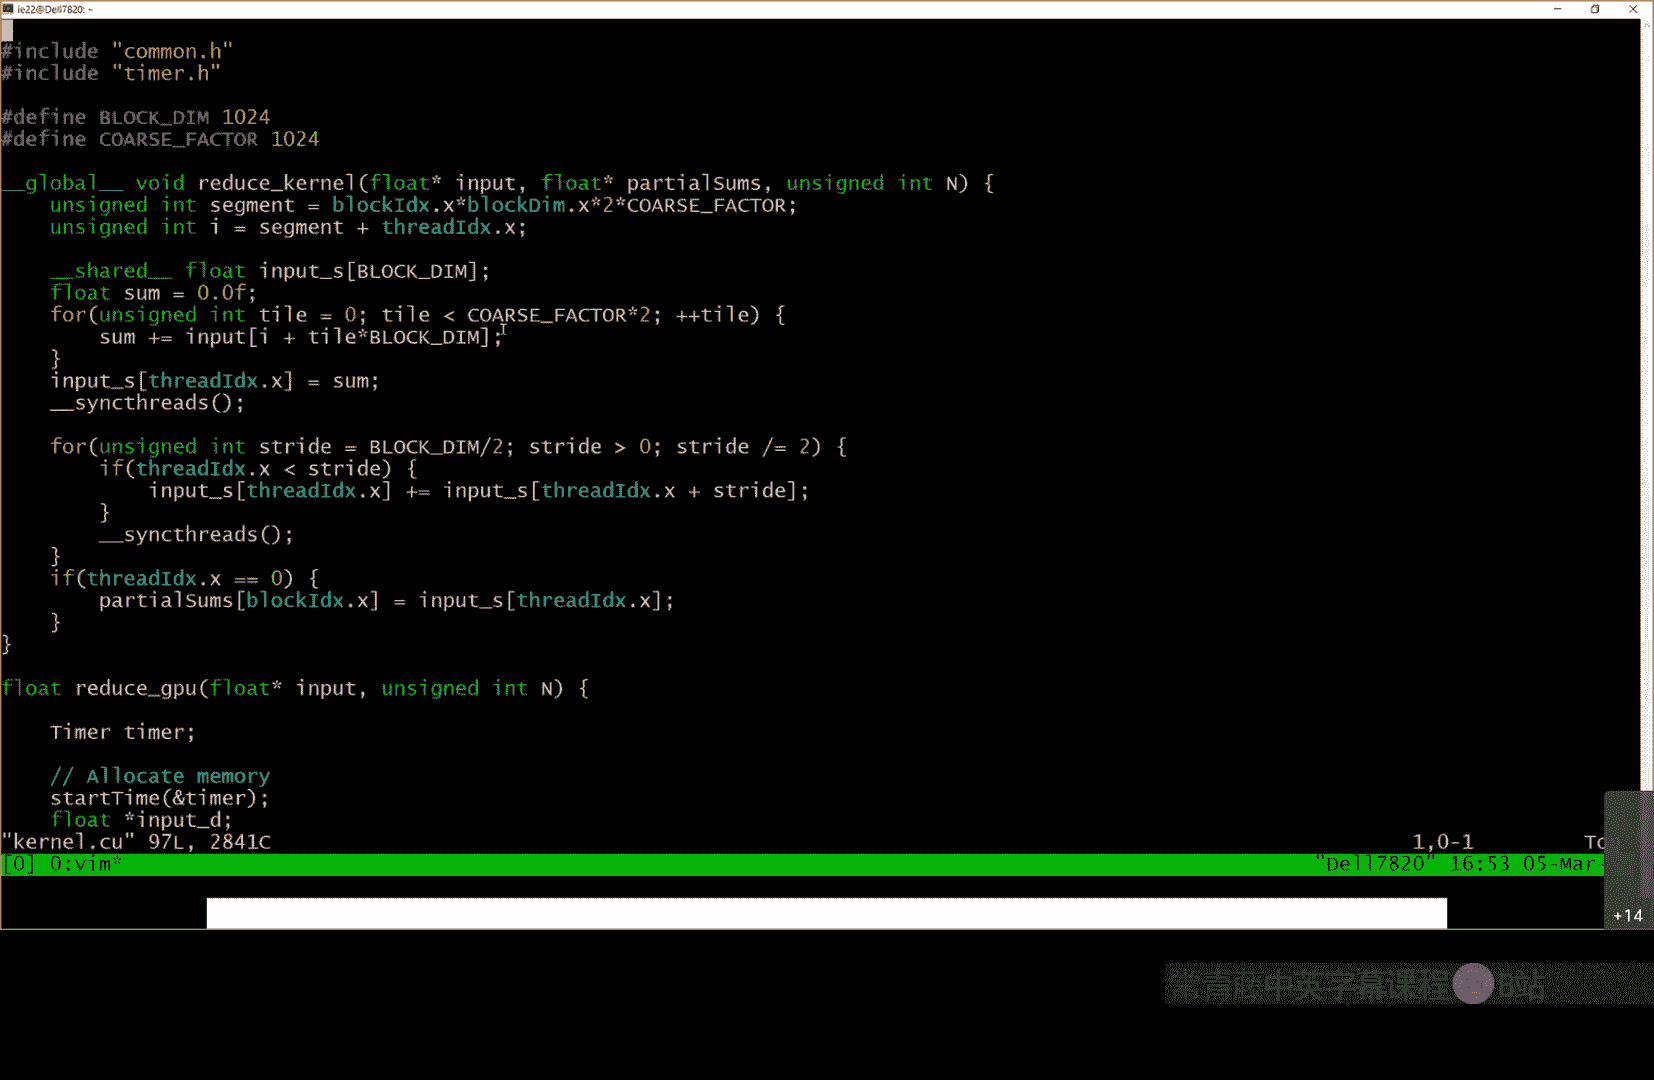 ie22@Dell7820: ~
#include "common.h"
#include "timer.h"
#define BLOCK_DIM 1024
#define COARSE_FACTOR 1024
__global__ void reduce_kernel(float* input, float* partialSums, unsigned int N) {
    unsigned int segment = blockIdx.x*blockDim.x*2*COARSE_FACTOR;
    unsigned int i = segment + threadIdx.x;
    __shared__ float input_s[BLOCK_DIM];
    float sum = 0.0f;
    for(unsigned int tile = 0; tile < COARSE_FACTOR*2; ++tile) {
        sum += input[i + tile*BLOCK_DIM];
    }
    input_s[threadIdx.x] = sum;
    __syncthreads();
    for(unsigned int stride = BLOCK_DIM/2; stride > 0; stride /= 2) {
        if(threadIdx.x < stride) {
            input_s[threadIdx.x] += input_s[threadIdx.x + stride];
        }
        __syncthreads();
    }
    if(threadIdx.x == 0) {
        partialSums[blockIdx.x] = input_s[threadIdx.x];
    }
}
float reduce_gpu(float* input, unsigned int N) {
    Timer timer;
    // Allocate memory
    startTime(&timer);
    float *input_d;
"kernel.cu" 97L, 2841C 1,0-1 To
[0] 0:vim* "Dell7820" 16:53 05-Mar-
+14
常青藤中英字幕课程 B站